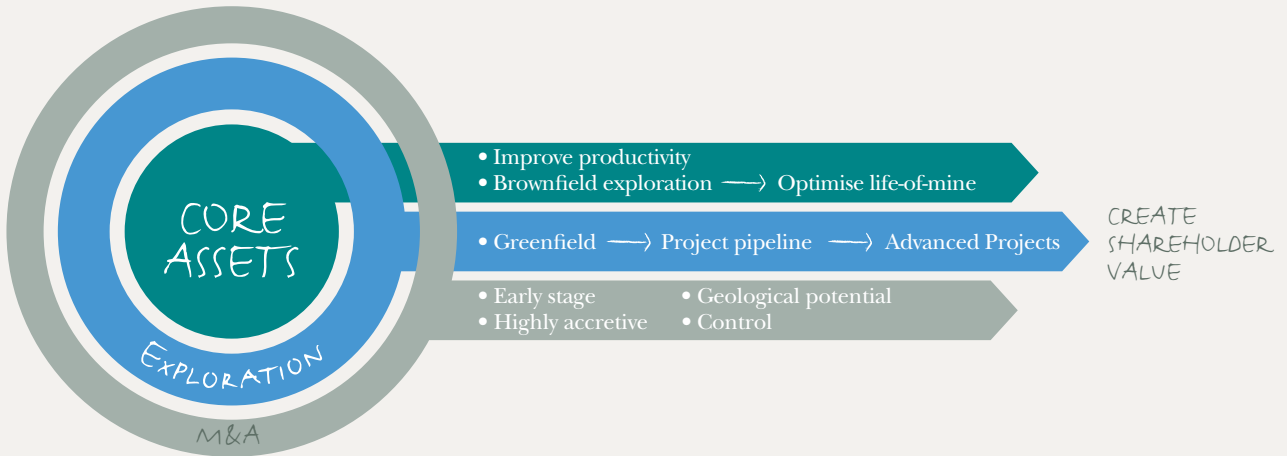 CORE
ASSETS
EXPLORATION
M&A
• Improve productivity
• Brownfield exploration → Optimise life-of-mine
• Greenfield → Project pipeline → Advanced Projects
• Early stage • Geological potential
• Highly accretive • Control
CREATE
SHAREHOLDER
VALUE